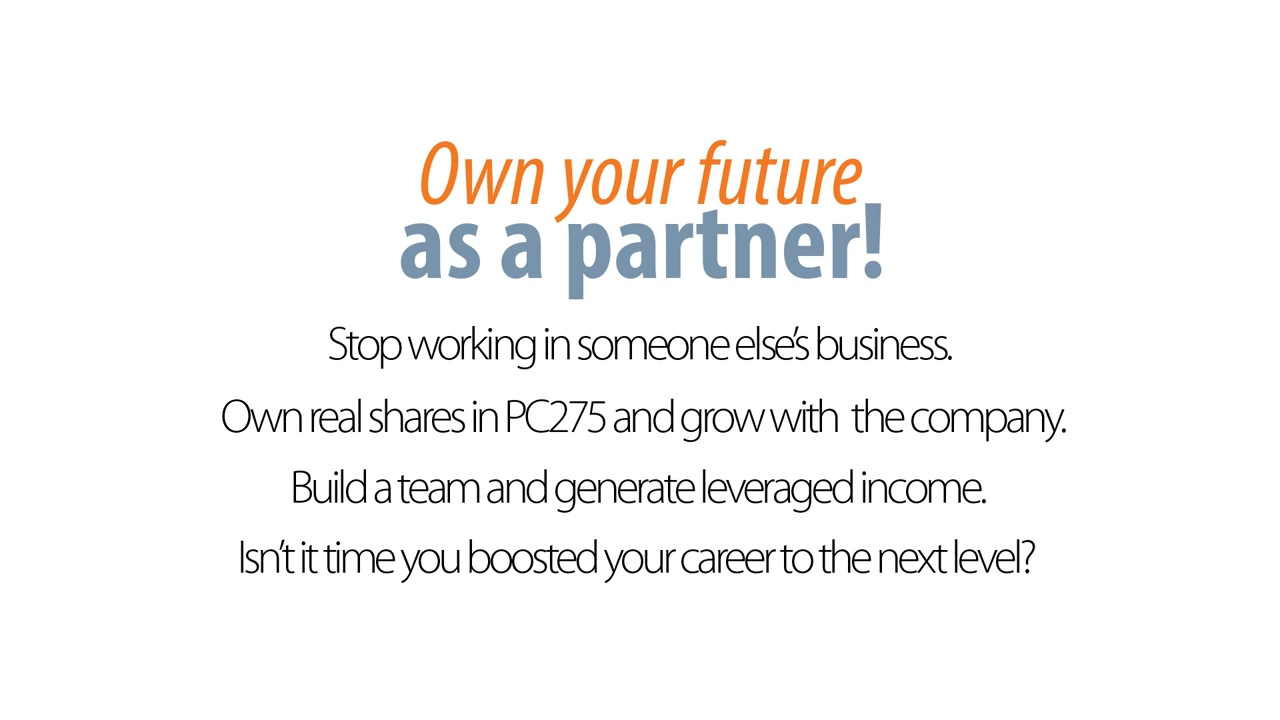 Own your future
as a partner!
Stop working in someone else’s business.
Own real shares in PC275 and grow with  the company.
Build a team and generate leveraged income.
Isn’t it time you boosted your career to the next level?